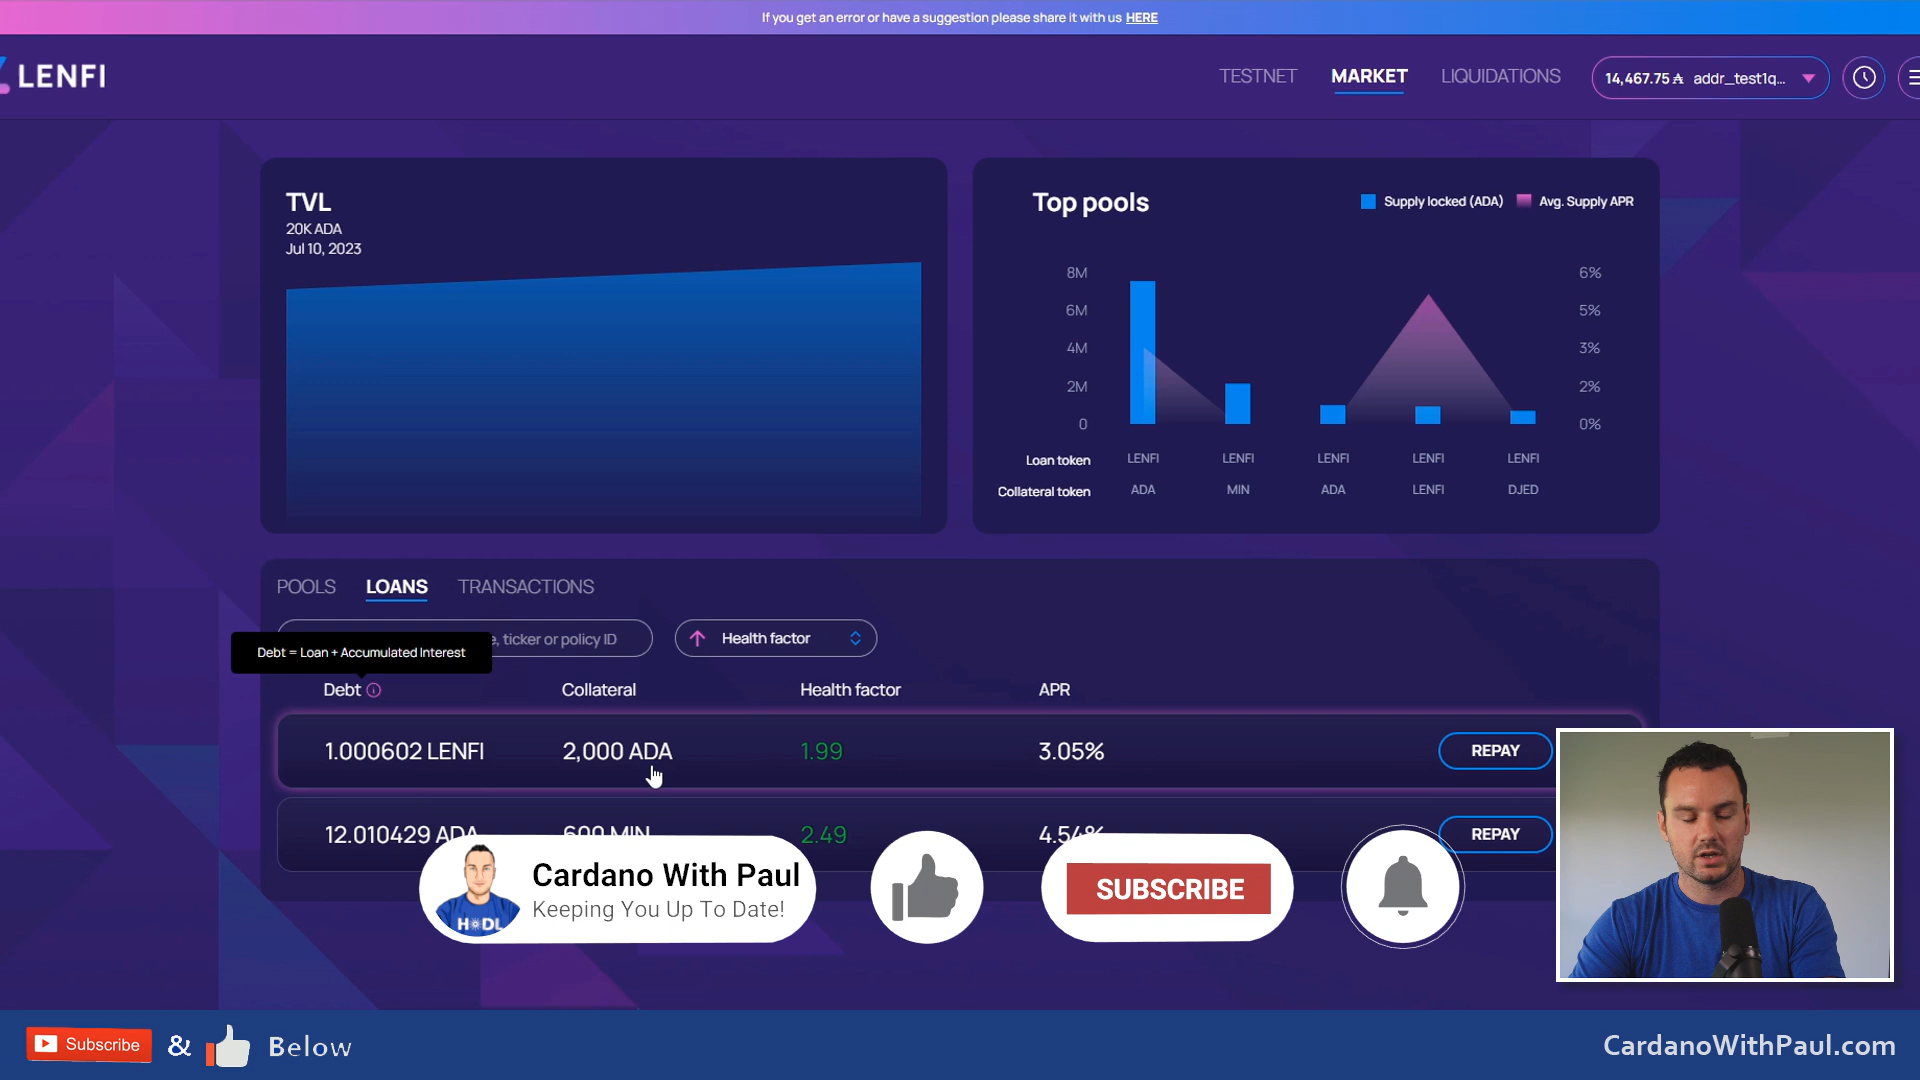 If you get an error or have a suggestion please share it with us HERE
LENFI
TESTNET
MARKET
LIQUIDATIONS
14,467.75 ₳ addr_test1q...
TVL
20K ADA
Jul 10, 2023
Top pools
Supply locked (ADA)
Avg. Supply APR
8M
6M
4M
2M
0
6%
5%
3%
2%
0%
Loan token
LENFI
LENFI
LENFI
LENFI
LENFI
Collateral token
ADA
MIN
ADA
LENFI
DJED
POOLS
LOANS
TRANSACTIONS
Debt = Loan + Accumulated Interest
ticker or policy ID
Health factor
Debt
Collateral
Health factor
APR
1.000602 LENFI
2,000 ADA
1.99
3.05%
REPAY
12.010429 ADA
600 MIN
2.49
4.54%
REPAY
Cardano With Paul
Keeping You Up To Date!
HODL
SUBSCRIBE
Subscribe & Below
CardanoWithPaul.com